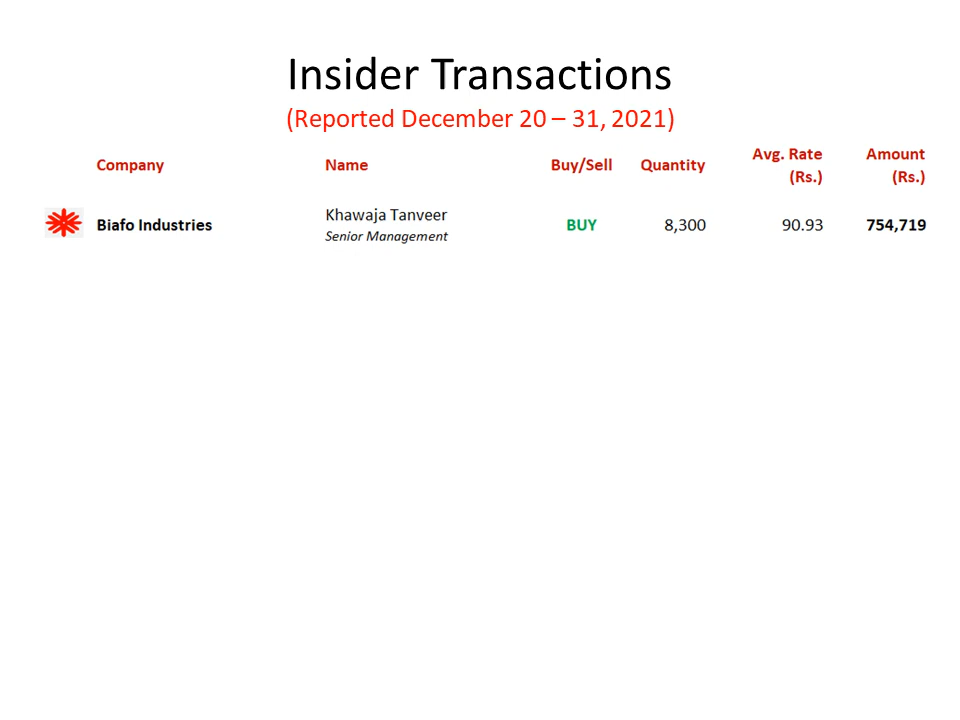 Insider Transactions
(Reported December 20 – 31, 2021)
Company Name Buy/Sell Quantity Avg. Rate (Rs.) Amount (Rs.)
Biafo Industries Khawaja Tanveer BUY 8,300 90.93 754,719
Senior Management